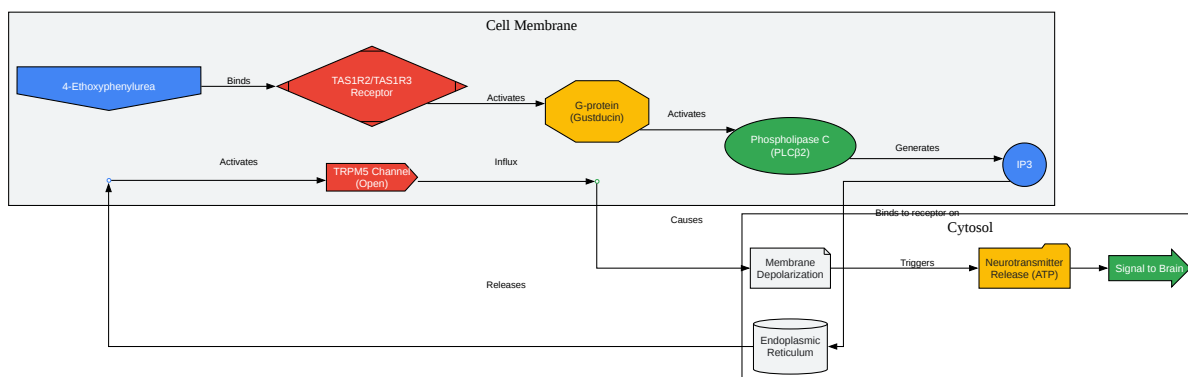 Cell Membrane
4-Ethoxyphenylurea
Binds
TAS1R2/TAS1R3
Receptor
Activates
G-protein
(Gustducin)
Activates
Phospholipase C
(PLCβ2)
Generates
IP3
Activates
TRPM5 Channel
(Open)
Influx
Causes
Binds to receptor on
Cytosol
Membrane
Depolarization
Triggers
Neurotransmitter
Release (ATP)
Signal to Brain
Releases
Endoplasmic
Reticulum